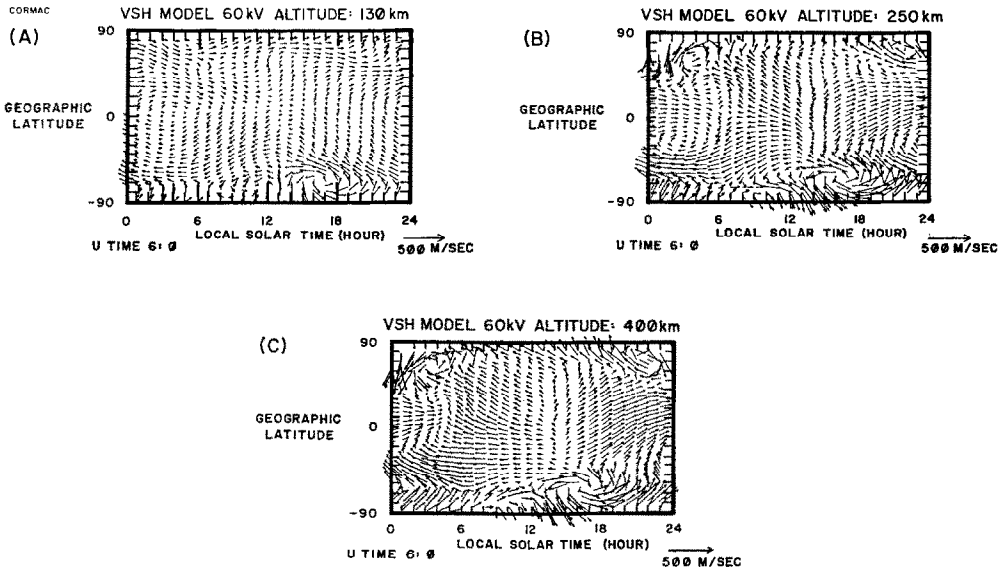 CORMAC
(A)
VSH MODEL 60kV ALTITUDE: 130km
90
GEOGRAPHIC
LATITUDE
0
-90
0 6 12 18 24
LOCAL SOLAR TIME (HOUR)
U TIME 6:0
500 M/SEC
(B)
VSH MODEL 60kV ALTITUDE: 250km
90
GEOGRAPHIC
LATITUDE
0
-90
0 6 12 18 24
LOCAL SOLAR TIME (HOUR)
U TIME 6:0
500 M/SEC
(C)
VSH MODEL 60kV ALTITUDE: 400km
90
GEOGRAPHIC
LATITUDE
0
-90
0 6 12 18 24
LOCAL SOLAR TIME (HOUR)
U TIME 6:0
500 M/SEC